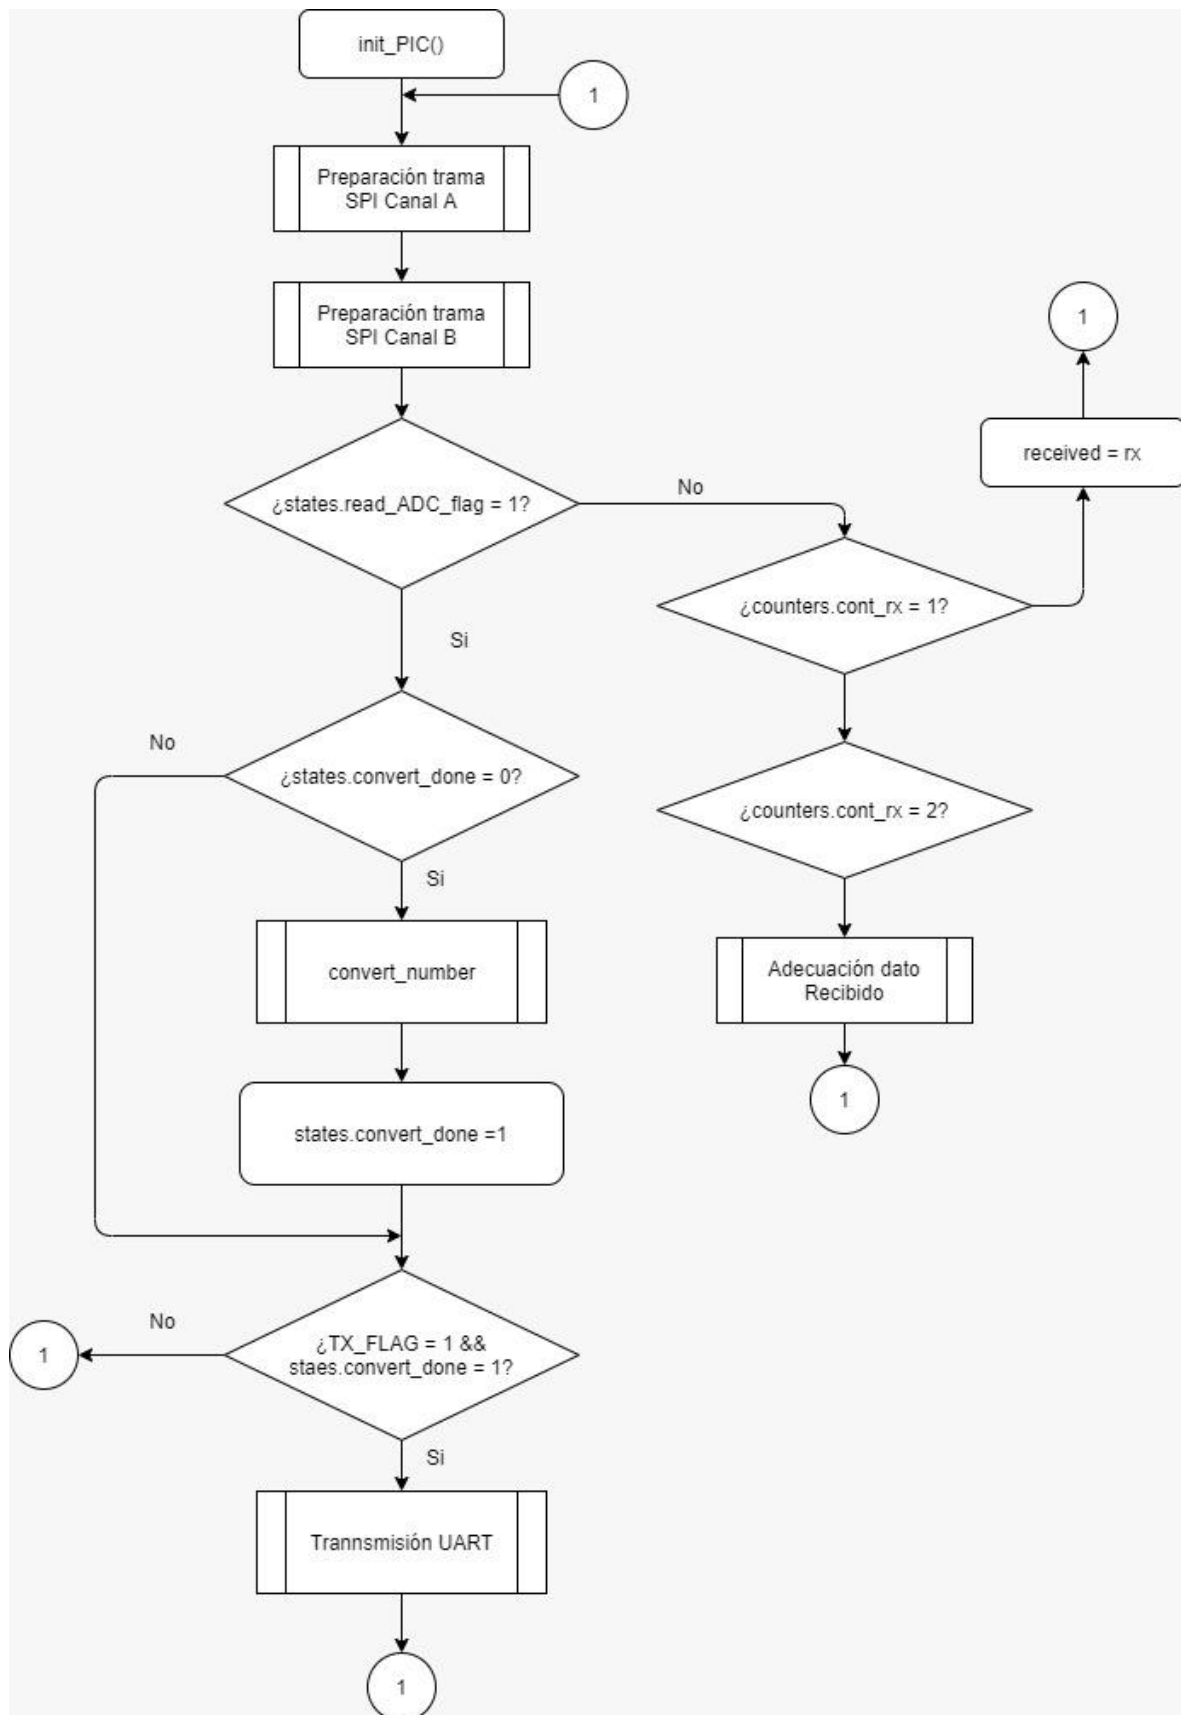 init_PIC()
1
Preparación trama
SPI Canal A
Preparación trama
SPI Canal B
1
received = rx
¿states.read_ADC_flag = 1?
No
¿counters.cont_rx = 1?
Si
No
¿states.convert_done = 0?
¿counters.cont_rx = 2?
Si
convert_number
Adecuación dato
Recibido
1
states.convert_done =1
No
¿TX_FLAG = 1 &&
staes.convert_done = 1?
1
Si
Trannsmisión UART
1